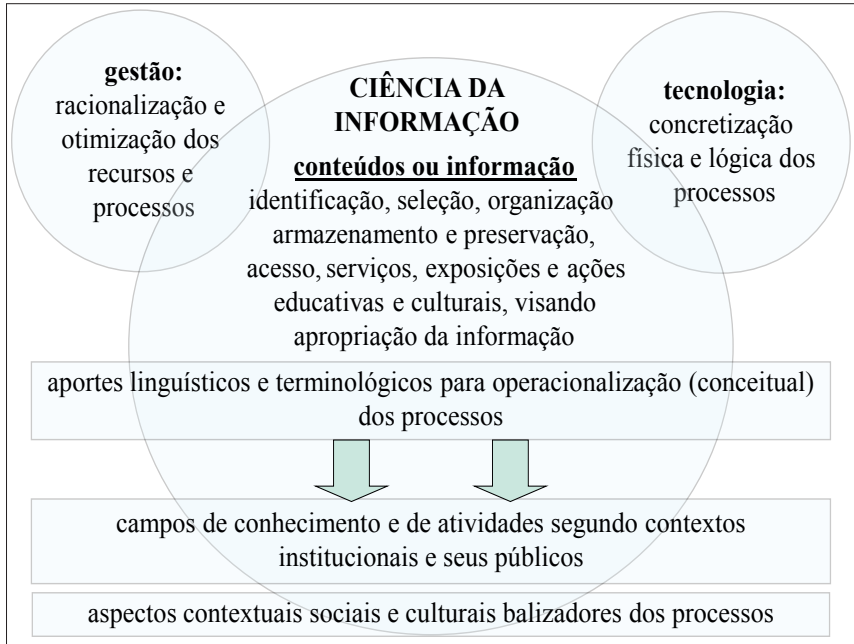 gestão:
racionalização e
otimização dos
recursos e
processos
CIÊNCIA DA
INFORMAÇÃO
conteúdos ou informação
identificação, seleção, organização
armazenamento e preservação,
acesso, serviços, exposições e ações
educativas e culturais, visando
apropriação da informação
tecnologia:
concretização
física e lógica dos
processos
aportes linguísticos e terminológicos para operacionalização (conceitual)
dos processos
campos de conhecimento e de atividades segundo contextos
institucionais e seus públicos
aspectos contextuais sociais e culturais balizadores dos processos